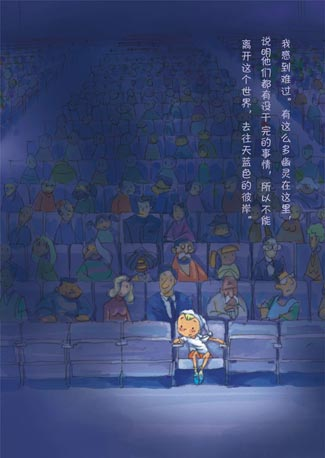 我感到难过。有这么多幽灵在这里，
说明他们都有没干完的事情，所以不能
离开这个世界，去往天蓝色的彼岸。